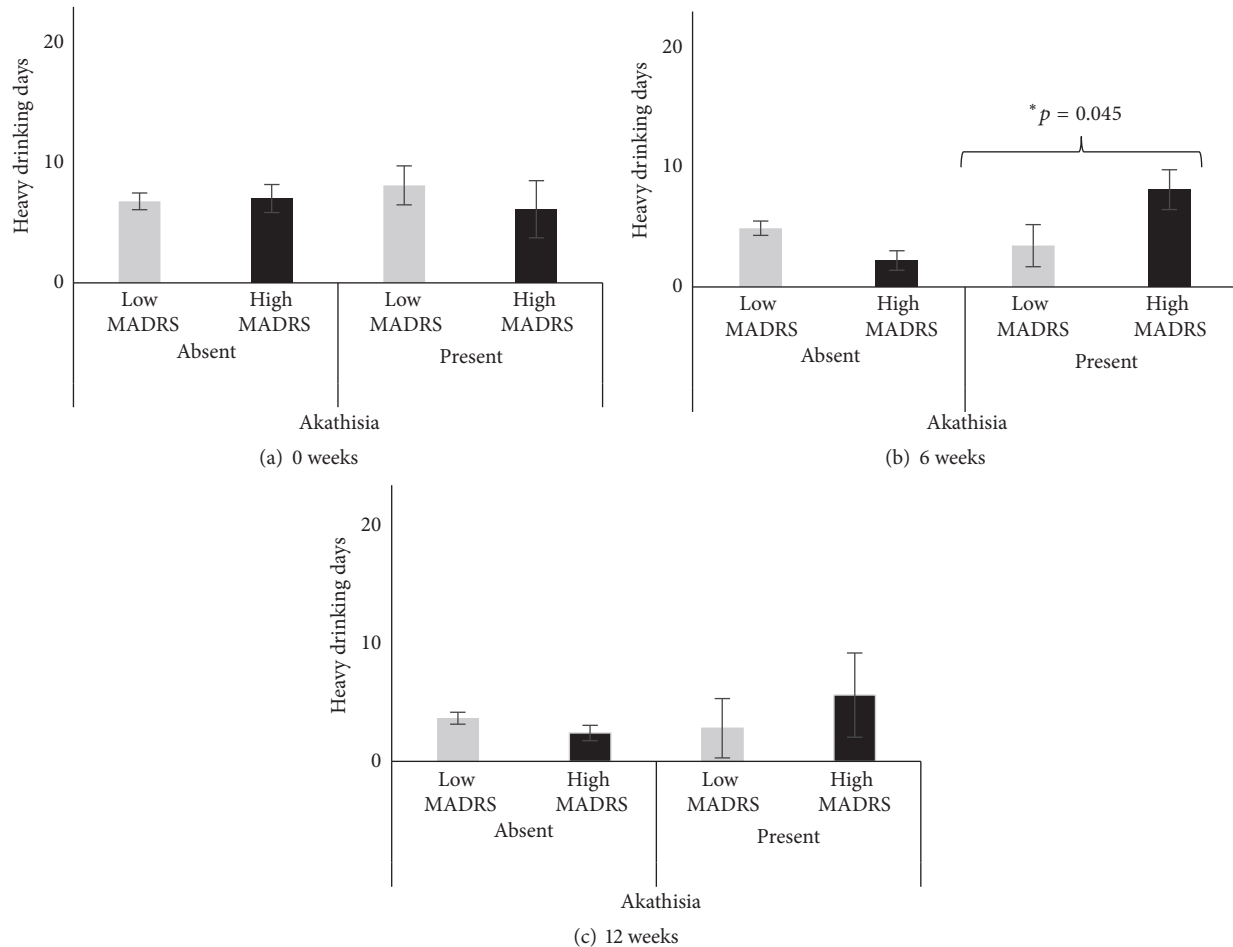 Heavy drinking days
20
10
0
Low MADRS
High MADRS
Low MADRS
High MADRS
Absent
Present
Akathisia
(a) 0 weeks
Heavy drinking days
20
10
0
* p = 0.045
Low MADRS
High MADRS
Low MADRS
High MADRS
Absent
Present
Akathisia
(b) 6 weeks
Heavy drinking days
20
10
0
Low MADRS
High MADRS
Low MADRS
High MADRS
Absent
Present
Akathisia
(c) 12 weeks